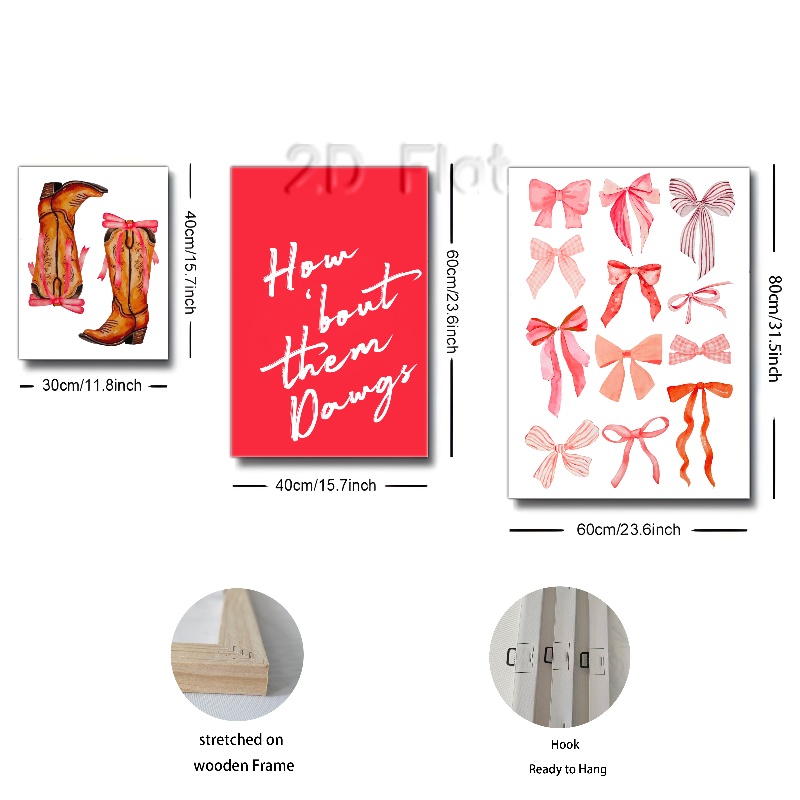 2D Flat
How
'bout
them
Dawgs
40cm/15.7inch
30cm/11.8inch
60cm/23.6inch
40cm/15.7inch
80cm/31.5inch
60cm/23.6inch
stretched on
wooden Frame
Hook
Ready to Hang